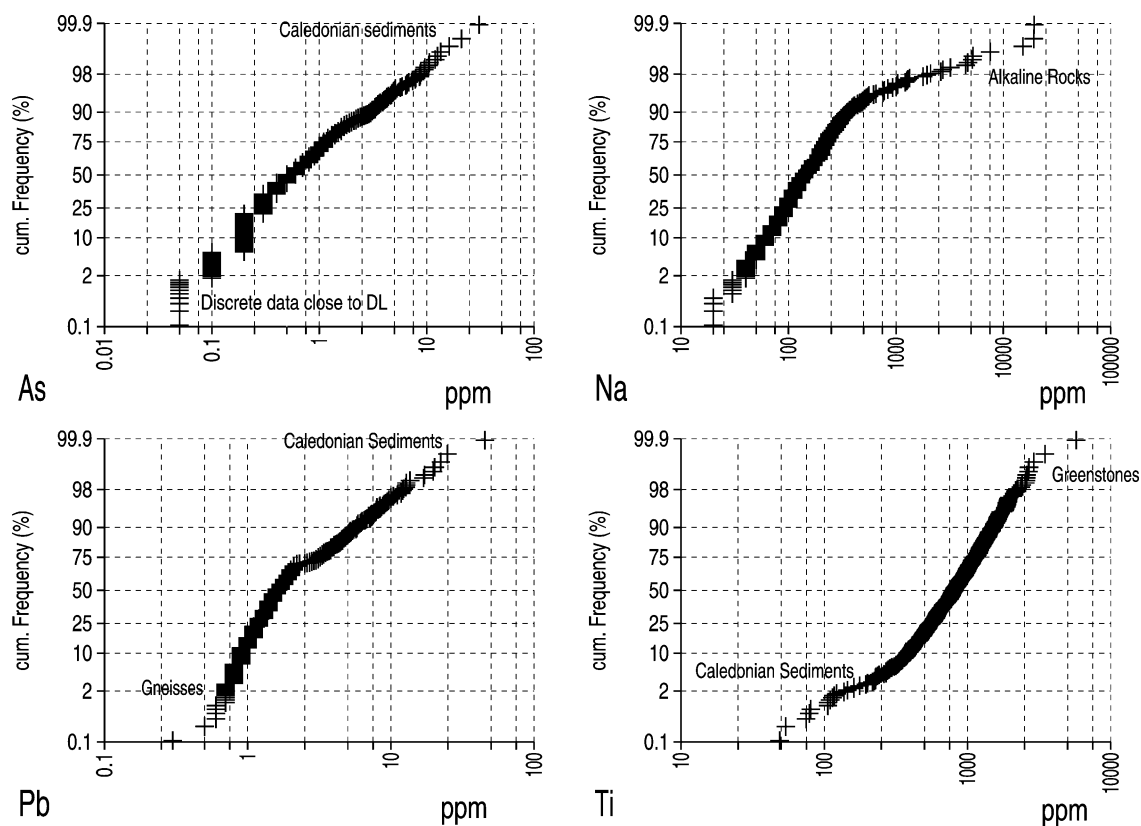 cum. Frequency (%)
99.9
98
90
75
50
25
10
2
0.1
Caledonian sediments
Discrete data close to DL
0.01
0.1
1
10
100
As
ppm
cum. Frequency (%)
99.9
98
90
75
50
25
10
2
0.1
Alkaline Rocks
10
100
1000
10000
100000
Na
ppm
cum. Frequency (%)
99.9
98
90
75
50
25
10
2
0.1
Caledonian Sediments
Gneisses
0.1
1
10
100
Pb
ppm
cum. Frequency (%)
99.9
98
90
75
50
25
10
2
0.1
Greenstones
Caledonian Sediments
10
100
1000
10000
Ti
ppm